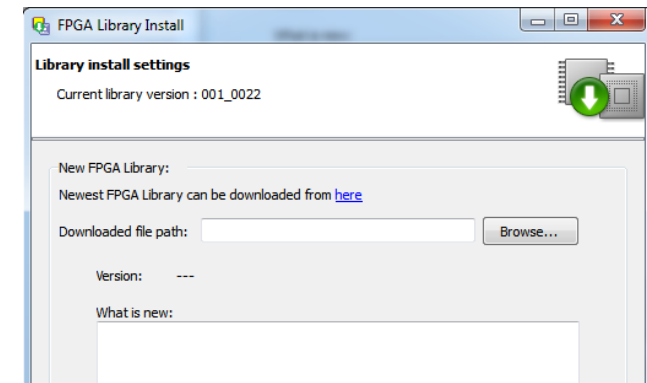 FPGA Library Install
Library install settings
Current library version : 001_0022
New FPGA Library:
Newest FPGA Library can be downloaded from here
Downloaded file path:
Browse...
Version: ---
What is new: